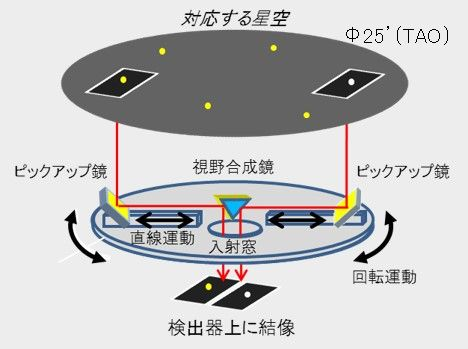 対応する星空
Φ25’(TAO)
ピックアップ鏡
視野合成鏡
ピックアップ鏡
直線運動
入射窓
回転運動
検出器上に結像